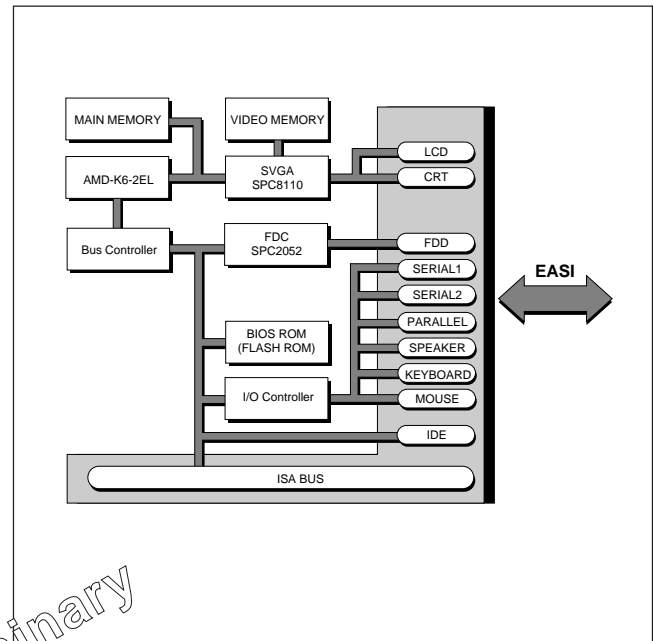 MAIN MEMORY
VIDEO MEMORY
AMD-K6-2EL
SVGA
SPC8110
LCD
CRT
Bus Controller
FDC
SPC2052
FDD
SERIAL1
SERIAL2
PARALLEL
SPEAKER
KEYBOARD
MOUSE
IDE
EASI
BIOS ROM
(FLASH ROM)
I/O Controller
ISA BUS
inary